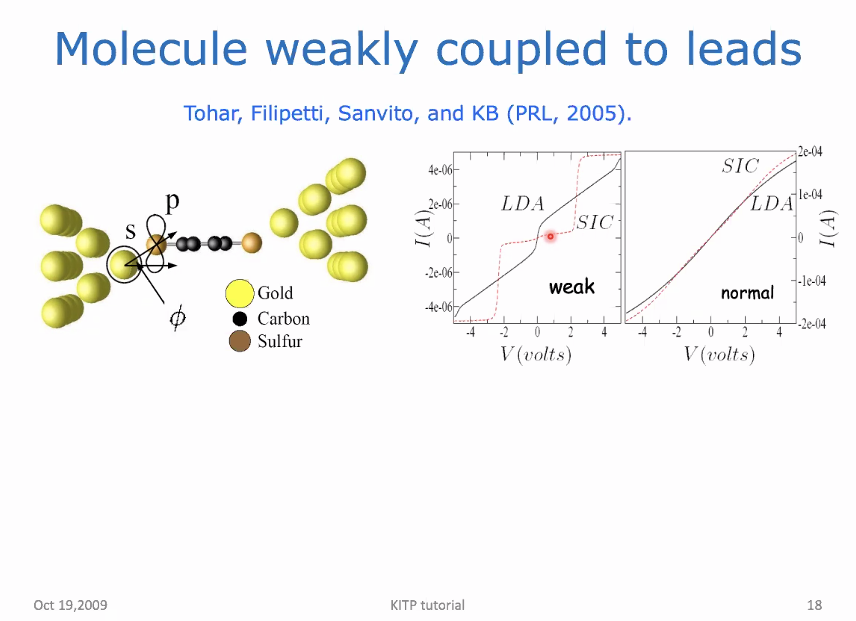 Molecule weakly coupled to leads
Tohar, Filipetti, Sanvito, and KB (PRL, 2005).
p
s
ϕ
Gold
Carbon
Sulfur
I(A)
4e-06
2e-06
0
-2e-06
-4e-06
LDA
SIC
weak
-4 -2 0 2 4
V(volts)
SIC
LDA
normal
-4 -2 0 2 4
V(volts)
2e-04
1e-04
0
-1e-04
-2e-04
I(A)
Oct 19,2009
KITP tutorial
18